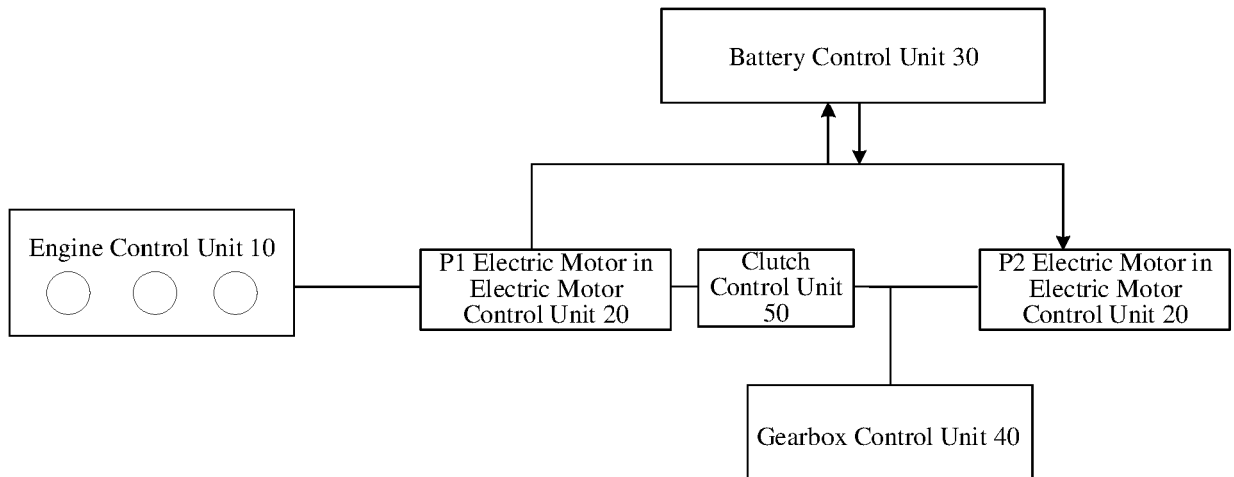 Battery Control Unit 30
Engine Control Unit 10
P1 Electric Motor in
Electric Motor
Control Unit 20
Clutch
Control Unit
50
P2 Electric Motor in
Electric Motor
Control Unit 20
Gearbox Control Unit 40